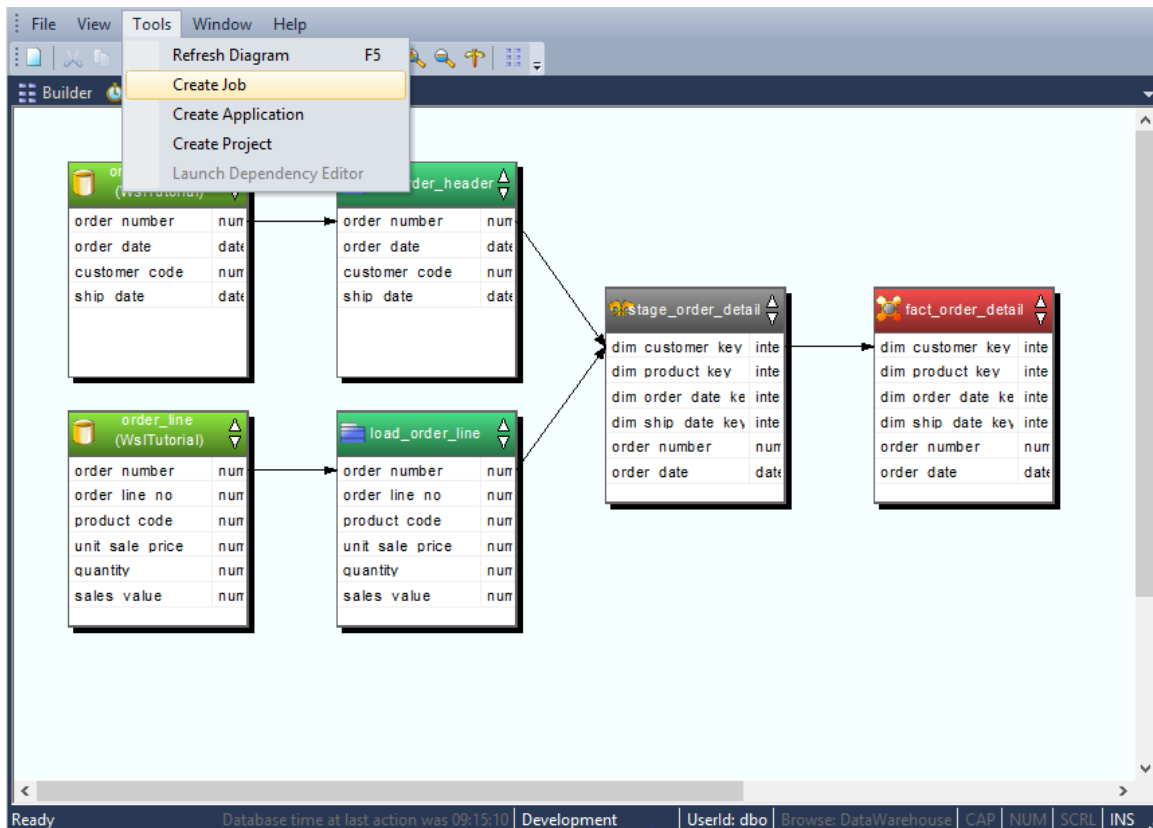 File View Tools Window Help
Refresh Diagram F5
Create Job
Create Application
Create Project
Launch Dependency Editor
Builder
(WslTutorial)
order number num
order date date
customer code num
ship date date
order_header
order number num
order date date
customer code num
ship date date
order_line
(WslTutorial)
order number num
order line no num
product code num
unit sale price num
quantity num
sales value num
load_order_line
order number num
order line no num
product code num
unit sale price num
quantity num
sales value num
stage_order_detail
dim customer key inte
dim product key inte
dim order date ke inte
dim ship date key inte
order number num
order date date
fact_order_detail
dim customer key inte
dim product key inte
dim order date ke inte
dim ship date key inte
order number num
order date date
Ready Database time at last action was 09:15:10 Development UserId: dbo Browse: DataWarehouse CAP NUM SCRL INS